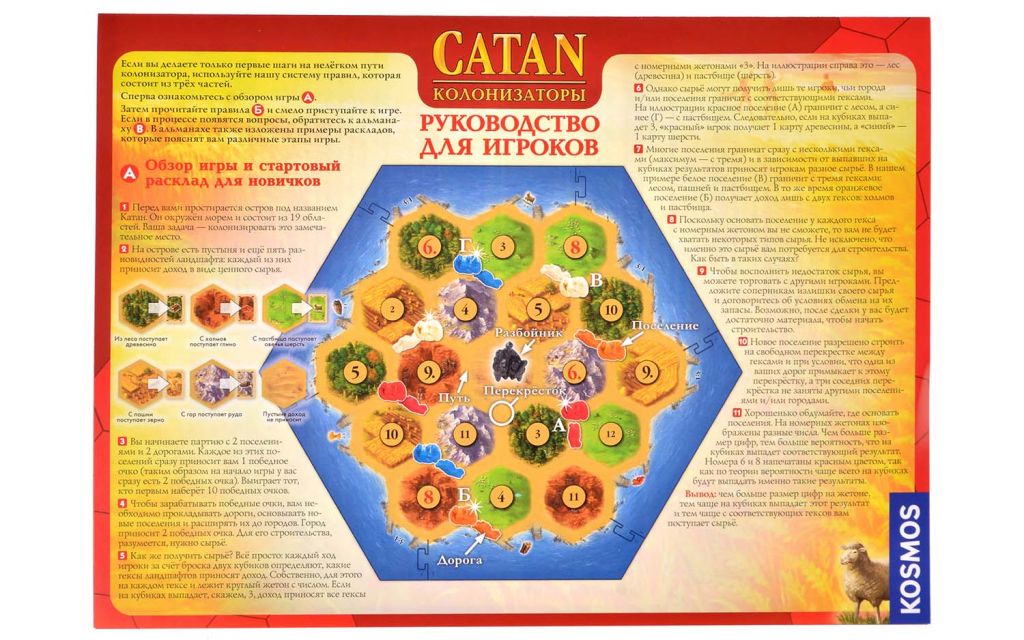 CATAN
КОЛОНИЗАТОРЫ
РУКОВОДСТВО
ДЛЯ ИГРОКОВ
Если вы делаете только первые шаги на нелёгком пути
колонизатора, используйте нашу систему правил, которая
состоит из трёх частей.
Сперва ознакомьтесь с обзором игры А.
Затем прочитайте правила Б и смело приступайте к игре.
Если в процессе появятся вопросы, обратитесь к альмана-
ху В. В альманахе также изложены примеры раскладов,
которые пояснят вам различные этапы игры.
А Обзор игры и стартовый
расклад для новичков
1 Перед вами простирается остров под названием
Катан. Он окружён морем и состоит из 19 обла-
стей. Ваша задача — колонизировать это замеча-
тельное место.
2 На острове есть пустыня и ещё пять раз-
новидностей ландшафта: каждый из них
приносит доход в виде ценного сырья.
Из леса поступает
древесина
С холмов
поступает глина
С пастбища поступает
овечья шерсть
С пашни
поступает зерно
С гор поступает руда
Пустыня доход
не приносит
3 Вы начинаете партию с 2 поселени-
ями и 2 дорогами. Каждое из этих по-
селений сразу приносит вам 1 победное
очко (таким образом на начало игры у вас
сразу есть 2 победных очка). Выиграет тот,
кто первым наберёт 10 победных очков.
4 Чтобы зарабатывать победные очки, вам не-
обходимо прокладывать дороги, основывать но-
вые поселения и расширять их до городов. Город
приносит 2 победных очка. Для его строительства,
разумеется, нужно сырьё.
5 Как же получить сырьё? Всё просто: каждый ход
игроки за счёт броска двух кубиков определяют, какие
гексы ландшафтов приносят доход. Собственно, для этого
на каждом гексе и лежит круглый жетон с числом. Если
на кубиках выпадает, скажем, 3, доход приносят все гексы
6.
3
8
Г
В
2
4
5
10
Разбойник
Поселение
5
9.
6.
9.
Путь
Перекрёсток
А
10
11
3
12
8
Б
4
11
Дорога
с номерными жетонами «3». На иллюстрации справа это — лес
(древесина) и пастбище (шерсть).
6 Однако сырьё могут получить лишь те игроки, чьи города
и/или поселения граничат с соответствующими гексами.
На иллюстрации красное поселение (А) граничит с лесом, а си-
нее (Г) — с пастбищем. Следовательно, если на кубиках выпа-
дает 3, «красный» игрок получает 1 карту древесины, а «синий» —
1 карту шерсти.
7 Многие поселения граничат сразу с несколькими гекса-
ми (максимум — с тремя) и в зависимости от выпавших на
кубиках результатов приносят игрокам разное сырьё. В нашем
примере белое поселение (В) граничит с тремя гексами:
лесом, пашней и пастбищем. В то же время оранжевое
поселение (Б) получает доход лишь с двух гексов: холмов
и пастбища.
8 Поскольку основать поселение у каждого гекса
с номерным жетоном вы не сможете, то вам не будет
хватать некоторых типов сырья. Не исключено, что
именно это сырьё вам потребуется для строительства.
Как быть в таких случаях?
9 Чтобы восполнить недостаток сырья, вы
можете торговать с другими игроками. Пред-
ложите соперникам излишки своего сырья
и договоритесь об условиях обмена на их
запасы. Возможно, после сделки у вас будет
достаточно материала, чтобы начать
строительство.
10 Новое поселение разрешено строить
на свободном перекрестке между
гексами и при условии, что одна из
ваших дорог примыкает к этому
перекрёстку, а три соседних пере-
крёстка не заняты другими поселени-
ями и/или городами.
11 Хорошенько обдумайте, где основать
поселения. На номерных жетонах изо-
бражены разные числа. Чем больше раз-
мер цифр, тем больше вероятность, что на
кубиках выпадает соответствующий результат.
Номера 6 и 8 напечатаны красным цветом, так
как по теории вероятности чаще всего на кубиках
будут выпадать именно такие результаты.
Вывод: чем больше размер цифр на жетоне,
тем чаще на кубиках выпадает этот результат
и тем чаще с соответствующих гексов вам
поступает сырьё.
KOSMOS